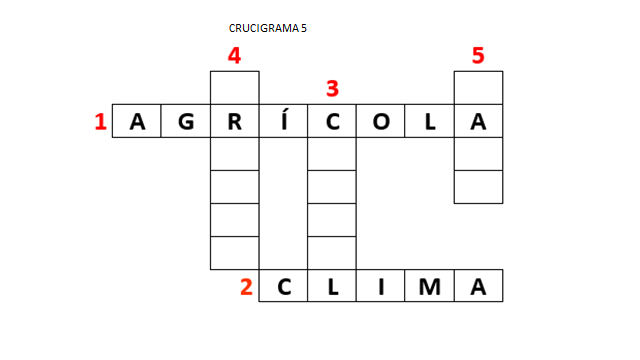 CRUCIGRAMA 5
4 5
3
1 A G R Í C O L A
2 C L I M A